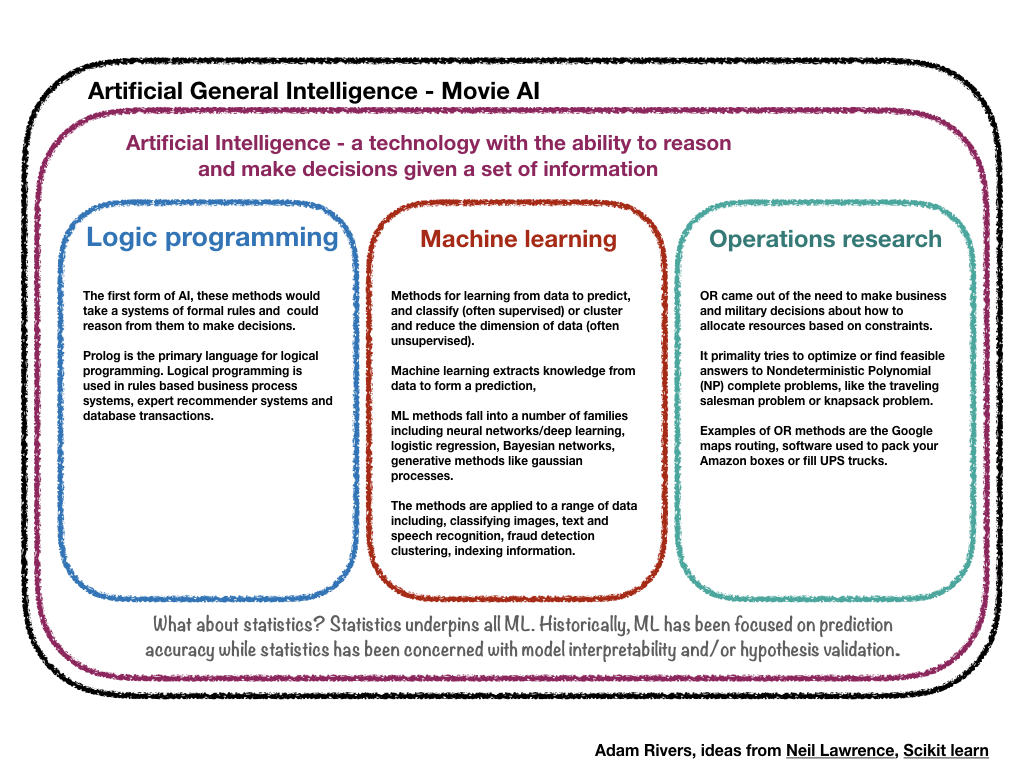 Artificial General Intelligence - Movie AI
Artificial Intelligence - a technology with the ability to reason
and make decisions given a set of information
Logic programming
The first form of AI, these methods would
take a systems of formal rules and could
reason from them to make decisions.
Prolog is the primary language for logical
programming. Logical programming is
used in rules based business process
systems, expert recommender systems and
database transactions.
Machine learning
Methods for learning from data to predict,
and classify (often supervised) or cluster
and reduce the dimension of data (often
unsupervised).
Machine learning extracts knowledge from
data to form a prediction,
ML methods fall into a number of families
including neural networks/deep learning,
logistic regression, Bayesian networks,
generative methods like gaussian
processes.
The methods are applied to a range of data
including, classifying images, text and
speech recognition, fraud detection
clustering, indexing information.
Operations research
OR came out of the need to make business
and military decisions about how to
allocate resources based on constraints.
It primality tries to optimize or find feasible
answers to Nondeterministic Polynomial
(NP) complete problems, like the traveling
salesman problem or knapsack problem.
Examples of OR methods are the Google
maps routing, software used to pack your
Amazon boxes or fill UPS trucks.
What about statistics? Statistics underpins all ML. Historically, ML has been focused on prediction
accuracy while statistics has been concerned with model interpretability and/or hypothesis validation.
Adam Rivers, ideas from Neil Lawrence, Scikit learn